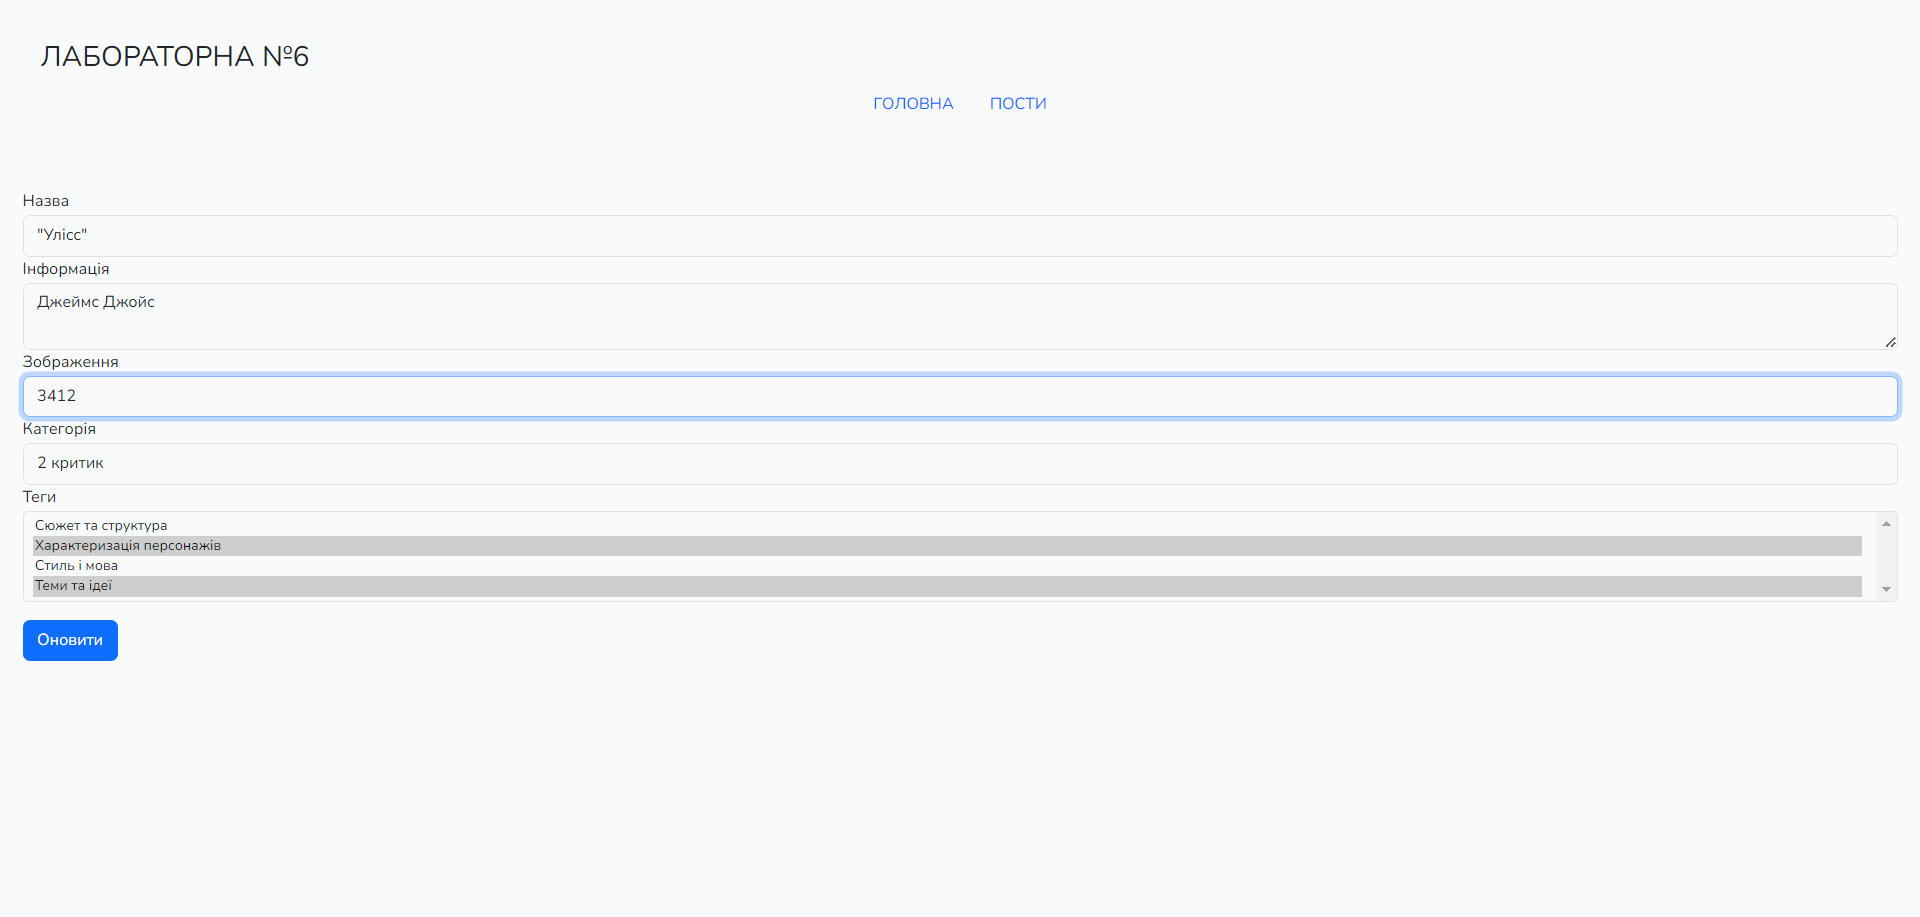 ЛАБОРАТОРНА №6
ГОЛОВНА ПОСТИ
Назва
"Улісс"
Інформація
Джеймс Джойс
Зображення
3412
Категорія
2 критик
Теги
Сюжет та структура
Характеризація персонажів
Стиль і мова
Теми та ідеї
Оновити